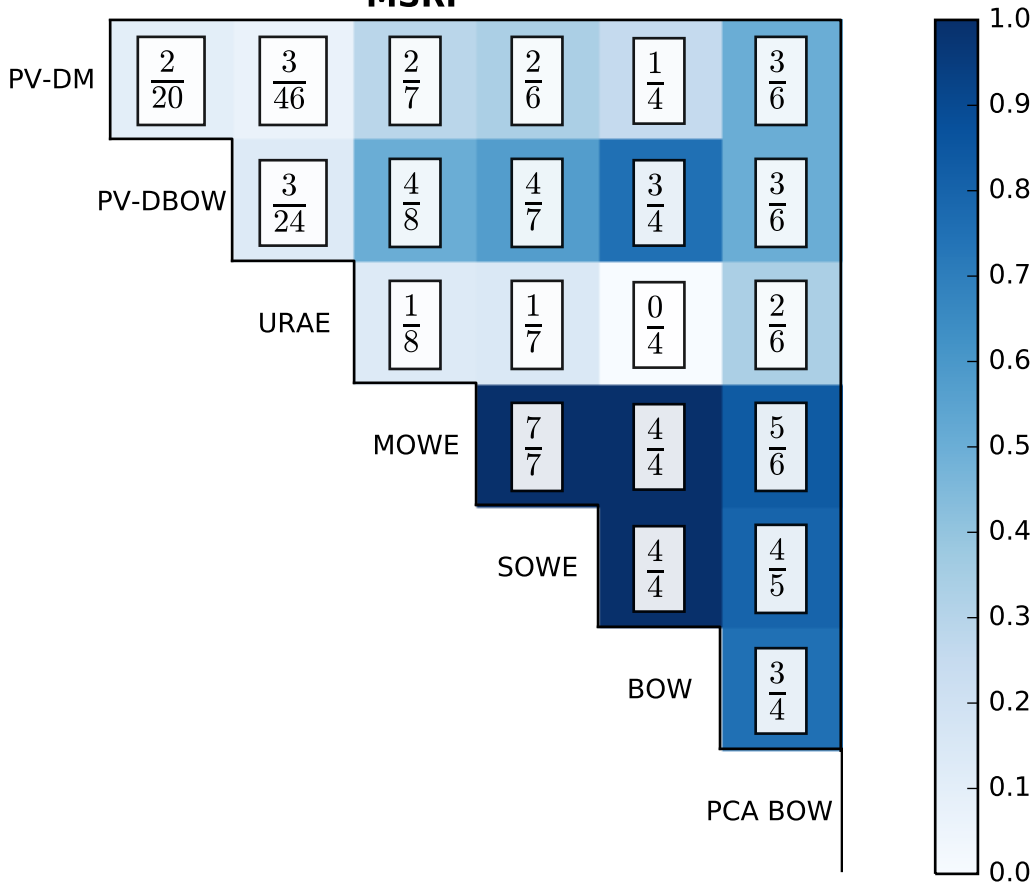 PV-DM 2/20 3/46 2/7 2/6 1/4 3/6
PV-DBOW 3/24 4/8 4/7 3/4 3/6
URAE 1/8 1/7 0/4 2/6
MOWE 7/7 4/4 5/6
SOWE 4/4 4/5
BOW 3/4
PCA BOW
1.0
0.9
0.8
0.7
0.6
0.5
0.4
0.3
0.2
0.1
0.0